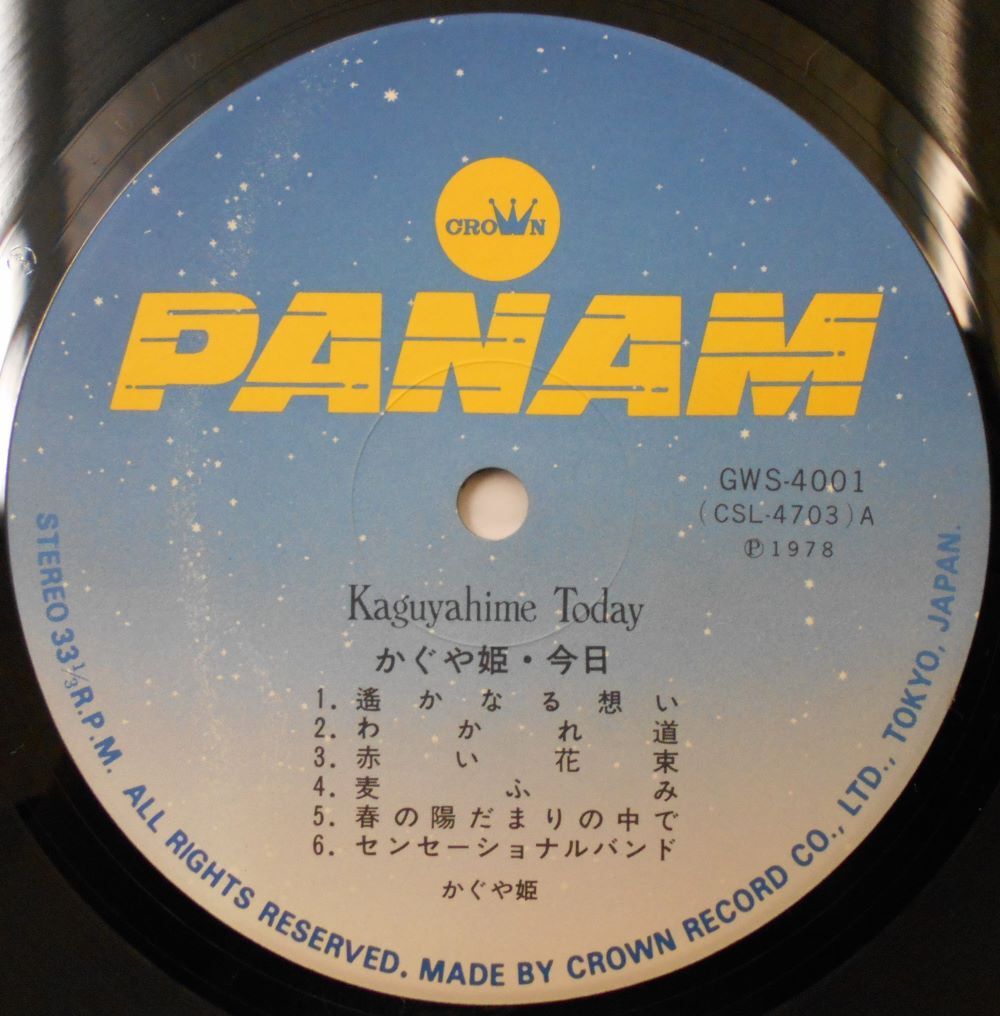 CROWN
PANAM
GWS-4001
(CSL-4703)A
℗1978
Kaguyahime Today
かぐや姫・今日
1. 遙かなる想い
2. わかれ道
3. 赤い花束
4. 麦ふみ
5. 春の陽だまりの中で
6. センセーショナルバンド
かぐや姫
STEREO 33 1/3 R.P.M. ALL RIGHTS RESERVED. MADE BY CROWN RECORD CO., LTD., TOKYO, JAPAN.